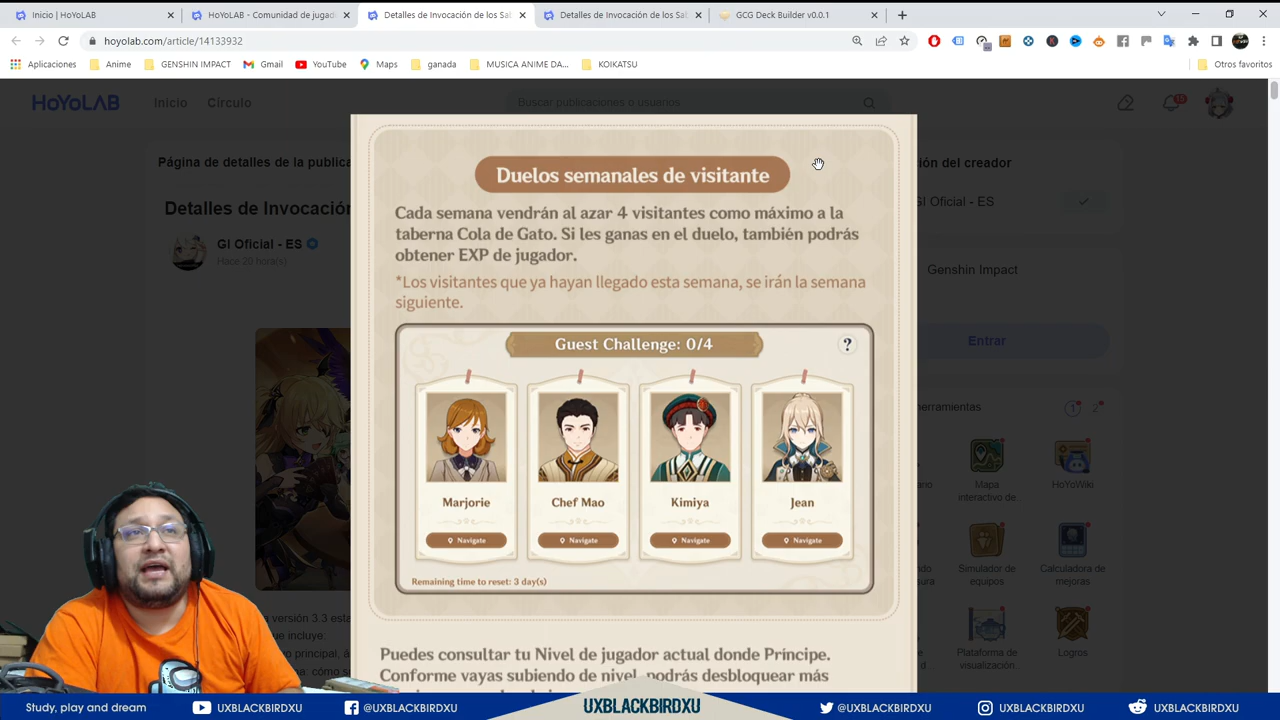 Inicio | HoYoLAB
HoYoLAB - Comunidad de jugad
Detalles de Invocación de los Sab
Detalles de Invocación de los Sab
GCG Deck Builder v0.0.1
hoyolab.com/article/14133932
Aplicaciones
Anime
GENSHIN IMPACT
Gmail
YouTube
Maps
ganada
MUSICA ANIME DA...
KOIKATSU
Otros favoritos
HoYoLAB
Inicio
Círculo
Buscar publicaciones o usuarios
Página de detalles de la publica
ción del creador
Detalles de Invocación
GI Oficial - ES
Hace 20 hora(s)
GI Oficial - ES
Genshin Impact
Entrar
erramientas
Mapa
interactivo de...
HoYoWiki
Simulador de
equipos
Calculadora de
mejoras
Plataforma de
visualización...
Logros
Duelos semanales de visitante
Cada semana vendrán al azar 4 visitantes como máximo a la
taberna Cola de Gato. Si les ganas en el duelo, también podrás
obtener EXP de jugador.
*Los visitantes que ya hayan llegado esta semana, se irán la semana
siguiente.
Guest Challenge: 0/4
?
Marjorie
Chef Mao
Kimiya
Jean
Navigate
Navigate
Navigate
Navigate
Remaining time to reset: 3 day(s)
Puedes consultar tu Nivel de jugador actual donde Príncipe.
Conforme vayas subiendo de nivel, podrás desbloquear más
Study, play and dream
UXBLACKBIRDXU
@UXBLACKBIRDXU
UXBLACKBIRDXU
@UXBLACKBIRDXU
UXBLACKBIRDXU
UXBLACKBIRDXU